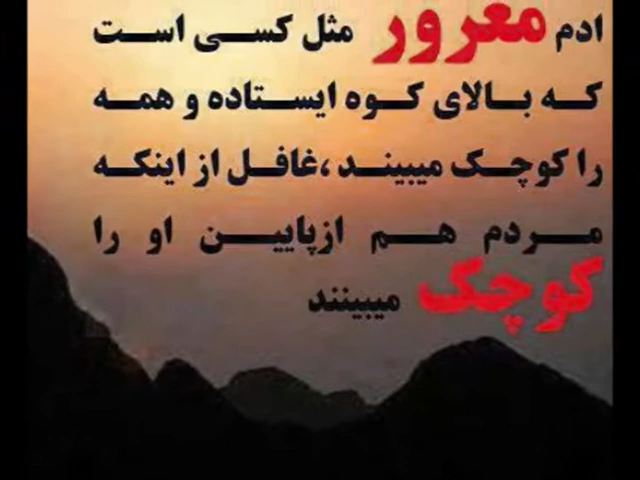 ادم مغرور مثل کسی است
که بالای کوه ایستاده و همه
را کوچک میبیند ،غافل از اینکه
مردم هم ازپایین او را
کوچک میبینند